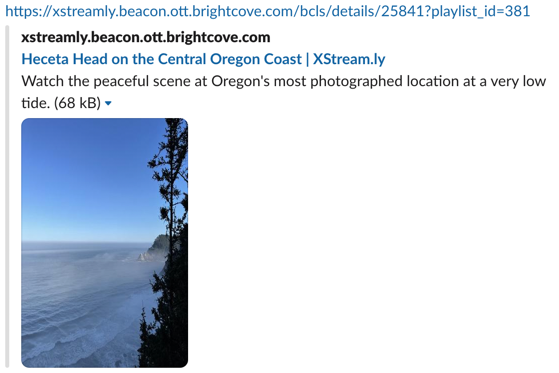 https://xstreamly.beacon.ott.brightcove.com/bcls/details/25841?playlist_id=381
xstreamly.beacon.ott.brightcove.com
Heceta Head on the Central Oregon Coast | XStream.ly
Watch the peaceful scene at Oregon's most photographed location at a very low
tide. (68 kB)